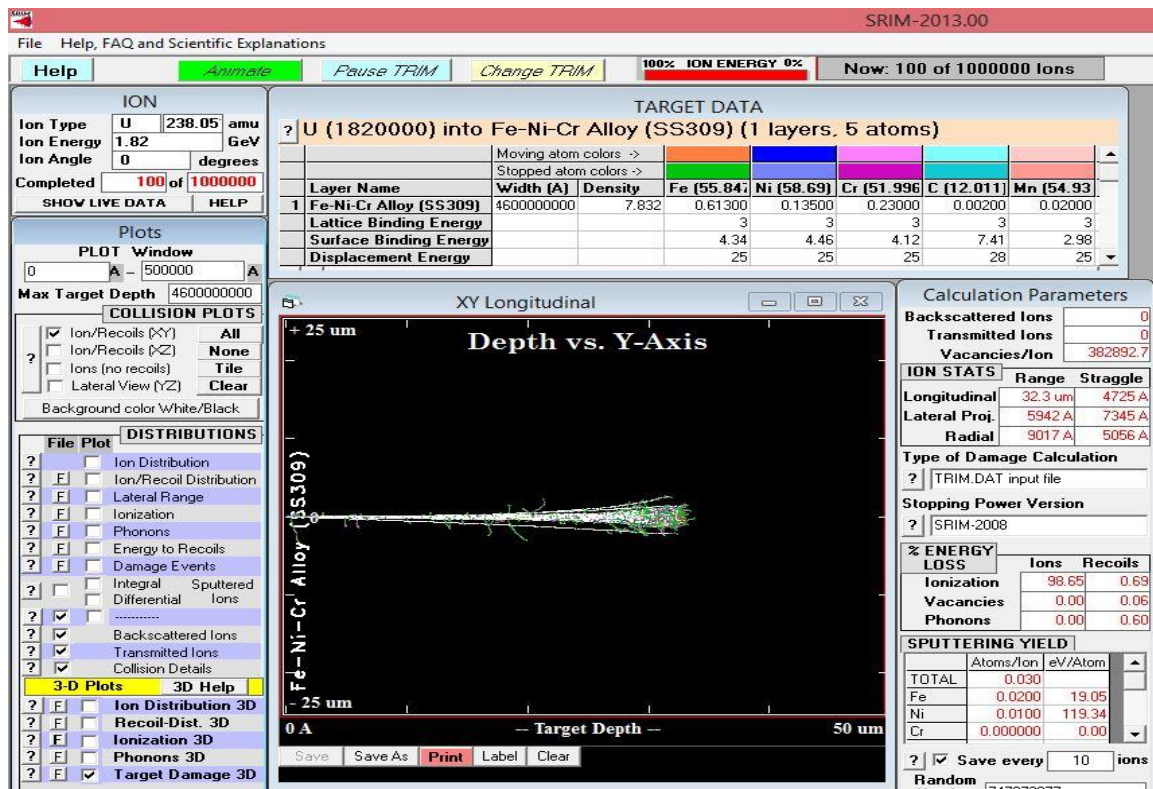 SRIM-2013.00
File Help, FAQ and Scientific Explanations
Help Animate Pause TRIM Change TRIM 100% ION ENERGY 0% Now: 100 of 1000000 Ions
ION
Ion Type U 238.05 amu
Ion Energy 1.82 GeV
Ion Angle 0 degrees
Completed 100 of 1000000
SHOW LIVE DATA HELP
TARGET DATA
? U (1820000) into Fe-Ni-Cr Alloy (SS309) (1 layers, 5 atoms)
Moving atom colors ->
Stopped atom colors ->
Layer Name Width (A) Density Fe (55.847 Ni (58.69) Cr (51.996 C (12.011) Mn (54.93
1 Fe-Ni-Cr Alloy (SS309) 4600000000 7.832 0.61300 0.13500 0.23000 0.00200 0.02000
Lattice Binding Energy 3 3 3 3 3
Surface Binding Energy 4.34 4.46 4.12 7.41 2.98
Displacement Energy 25 25 25 28 25
Plots
PLOT Window
0 A - 500000 A
Max Target Depth 4600000000
COLLISION PLOTS
? Ion/Recoils (XY) All
Ion/Recoils (XZ) None
Ions (no recoils) Tile
Lateral View (YZ) Clear
Background color White/Black
File Plot DISTRIBUTIONS
? Ion Distribution
? F Ion/Recoil Distribution
? F Lateral Range
? F Ionization
? F Phonons
? F Energy to Recoils
? F Damage Events
? Integral Sputtered
Differential Ions
? -----------
? Backscattered Ions
? Transmitted Ions
? Collision Details
3-D Plots 3D Help
? F Ion Distribution 3D
? F Recoil-Dist. 3D
? F Ionization 3D
? F Phonons 3D
? F Target Damage 3D
XY Longitudinal
+ 25 um
Depth vs. Y-Axis
0
Fe-Ni-Cr Alloy (SS309)
- 25 um
0 A -- Target Depth -- 50 um
Save Save As Print Label Clear
Calculation Parameters
Backscattered Ions 0
Transmitted Ions 0
Vacancies/Ion 382892.7
ION STATS Range Straggle
Longitudinal 32.3 um 4725 A
Lateral Proj. 5942 A 7345 A
Radial 9017 A 5056 A
Type of Damage Calculation
? TRIM.DAT input file
Stopping Power Version
? SRIM-2008
% ENERGY LOSS Ions Recoils
Ionization 98.65 0.69
Vacancies 0.00 0.06
Phonons 0.00 0.60
SPUTTERING YIELD
Atoms/Ion eV/Atom
TOTAL 0.030
Fe 0.0200 19.05
Ni 0.0100 119.34
Cr 0.000000 0.00
? Save every 10 ions
Random